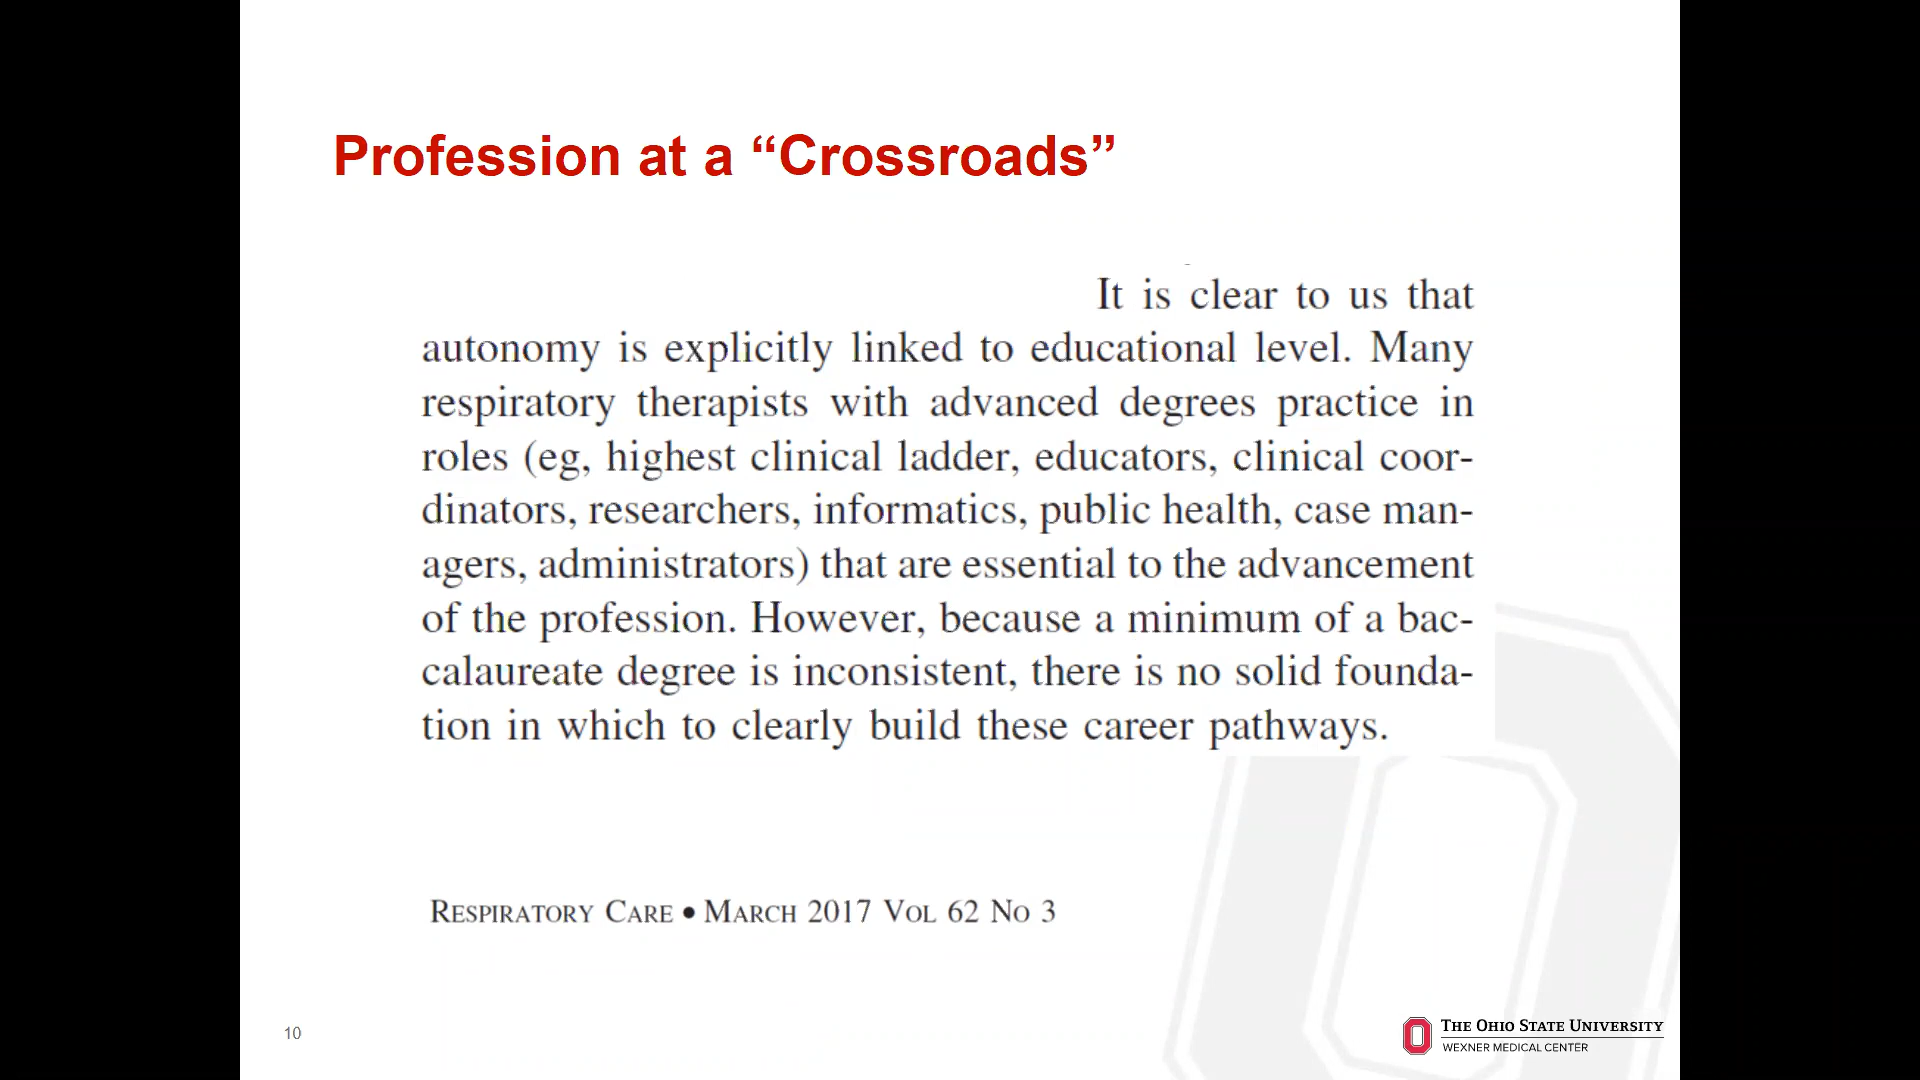 Profession at a “Crossroads”
It is clear to us that
autonomy is explicitly linked to educational level. Many
respiratory therapists with advanced degrees practice in
roles (eg, highest clinical ladder, educators, clinical coor-
dinators, researchers, informatics, public health, case man-
agers, administrators) that are essential to the advancement
of the profession. However, because a minimum of a bac-
calaureate degree is inconsistent, there is no solid founda-
tion in which to clearly build these career pathways.
RESPIRATORY CARE • MARCH 2017 VOL 62 NO 3
10
THE OHIO STATE UNIVERSITY
WEXNER MEDICAL CENTER